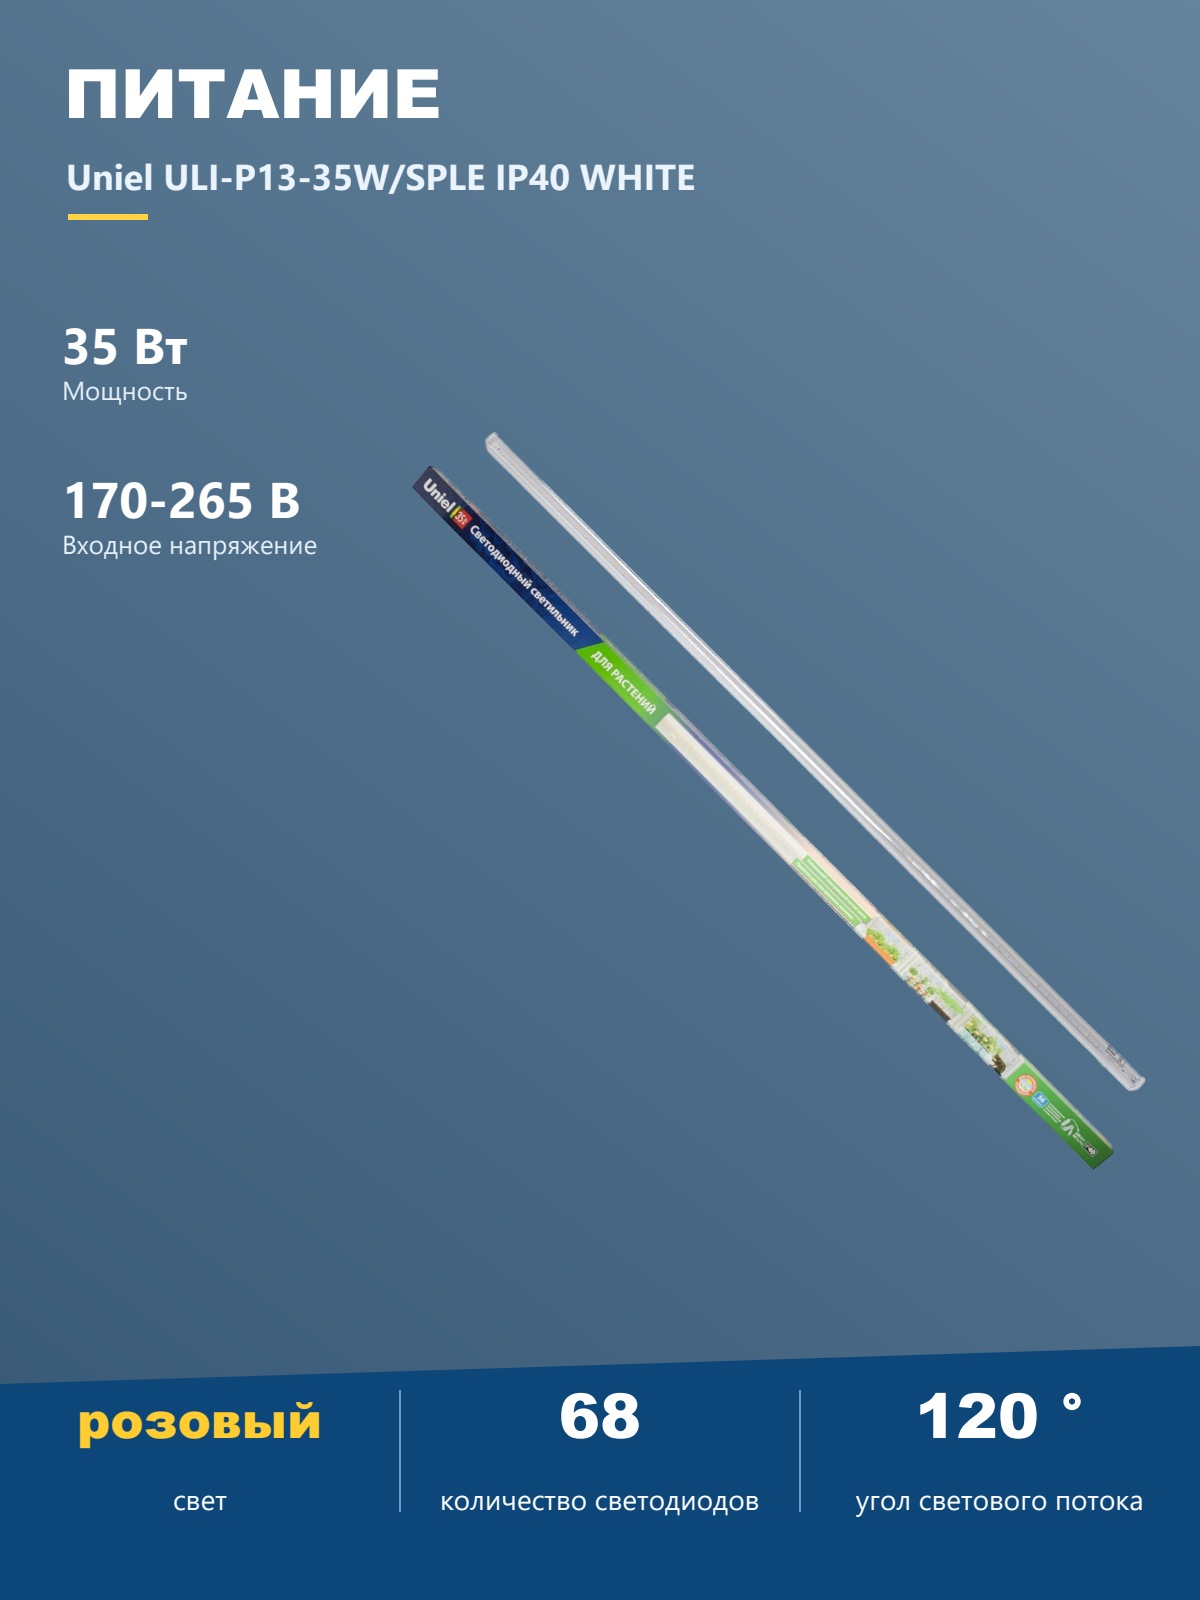 ПИТАНИЕ
Uniel ULI-P13-35W/SPLE IP40 WHITE
35 Вт
Мощность
170-265 В
Входное напряжение
Uniel
Светодиодный светильник
ДЛЯ РАСТЕНИЙ
розовый
свет
68
количество светодиодов
120 °
угол светового потока